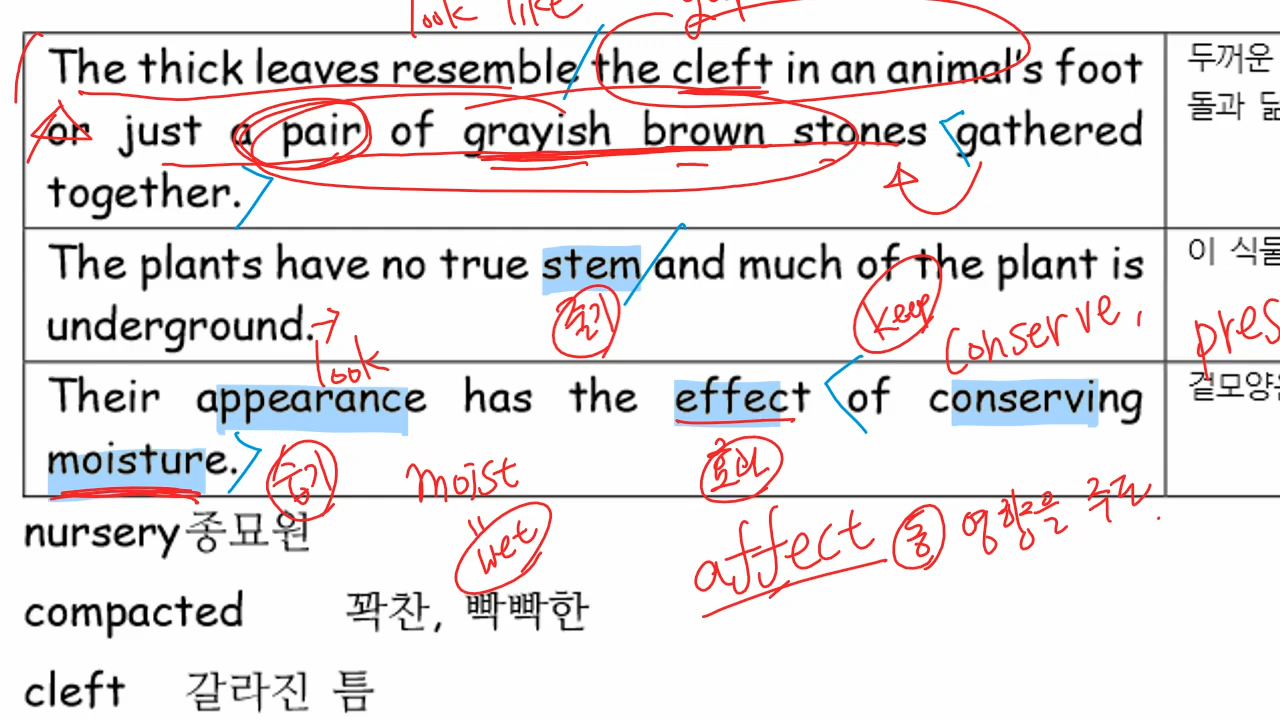 look like
The thick leaves resemble the cleft in an animal's foot
두꺼운
or just a pair of grayish brown stones gathered
돌과 닮
together.
The plants have no true stem and much of the plant is
이 식물
줄기
keep
conserve,
pres
underground.
look
Their appearance has the effect of conserving
겉모양은
moisture.
습기
moist
효과
nursery 종묘원
"
wet
affect 동 영향을 주다.
compacted 꽉찬, 빡빡한
cleft 갈라진 틈